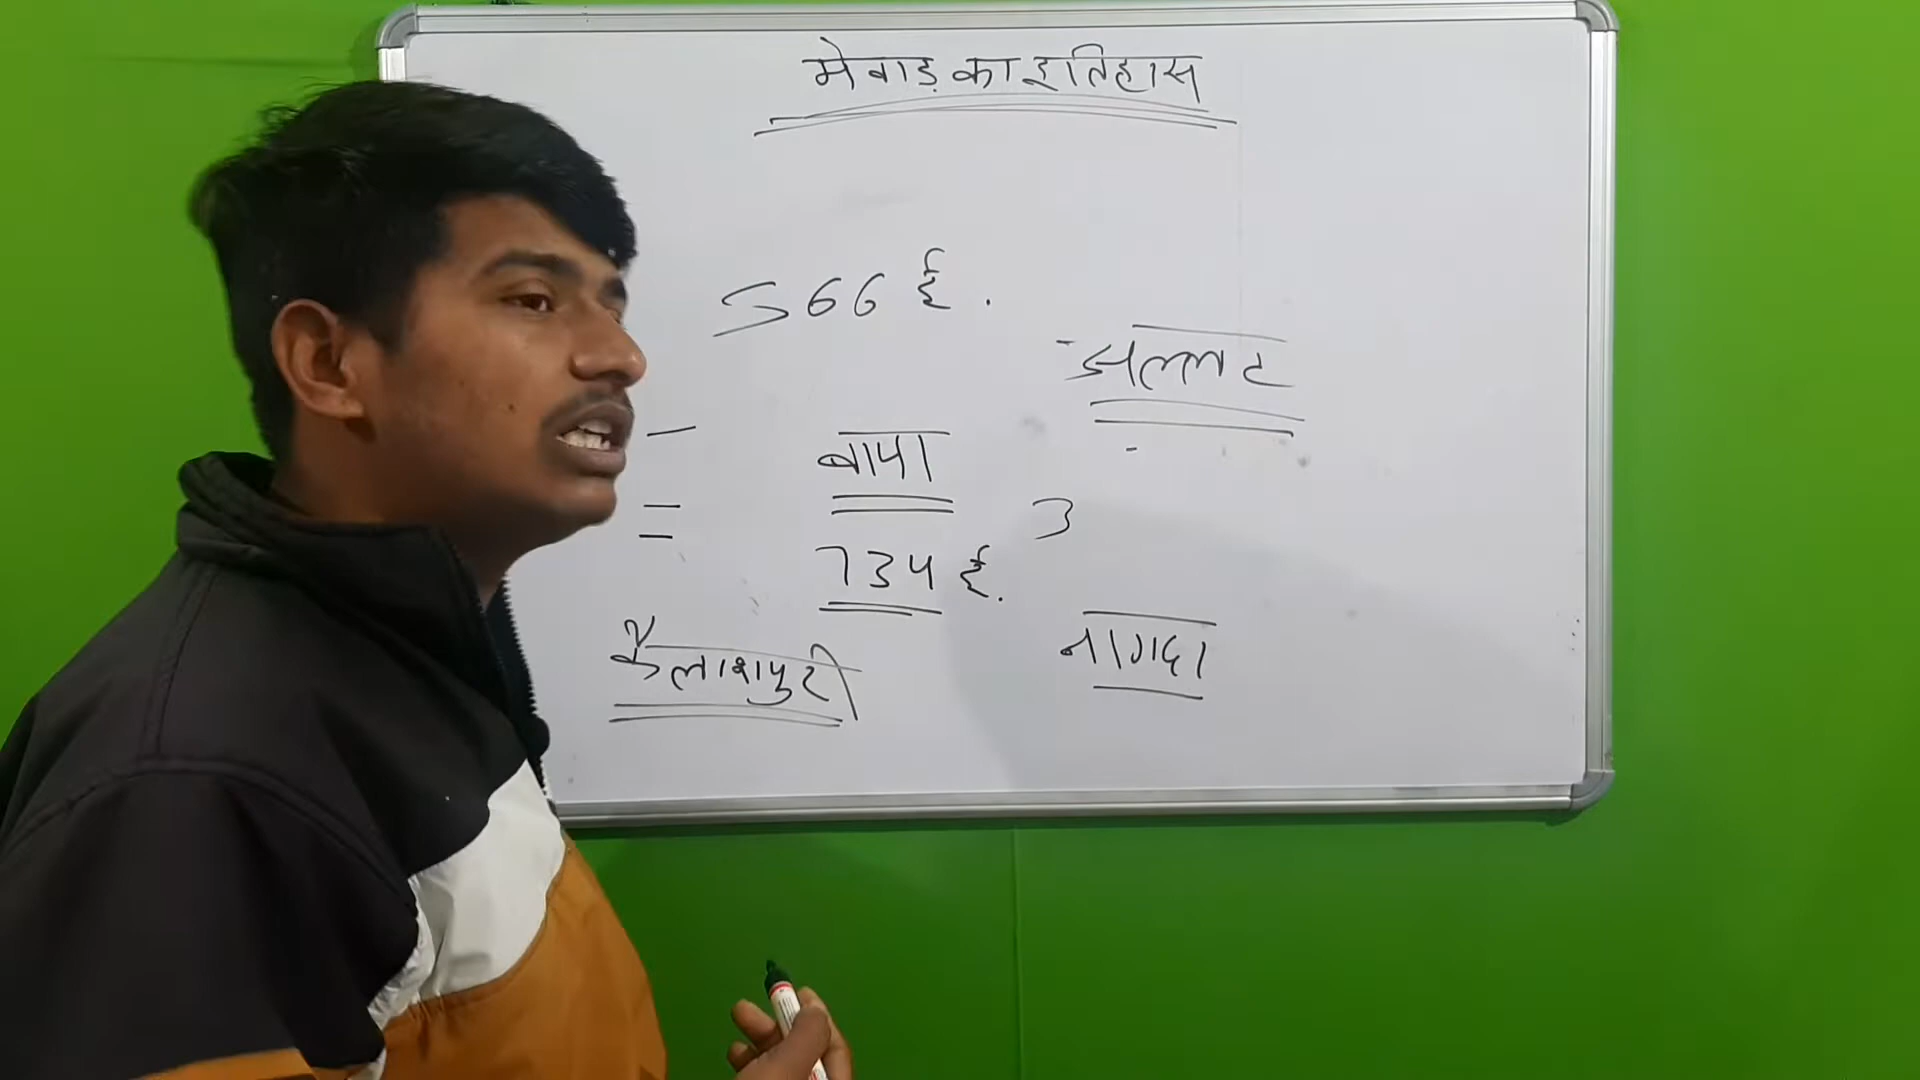 मेवाड़ का इतिहास
566 ई.
अल्लट
बापा
3
734 ई.
कैलाशपुरी
नागदा